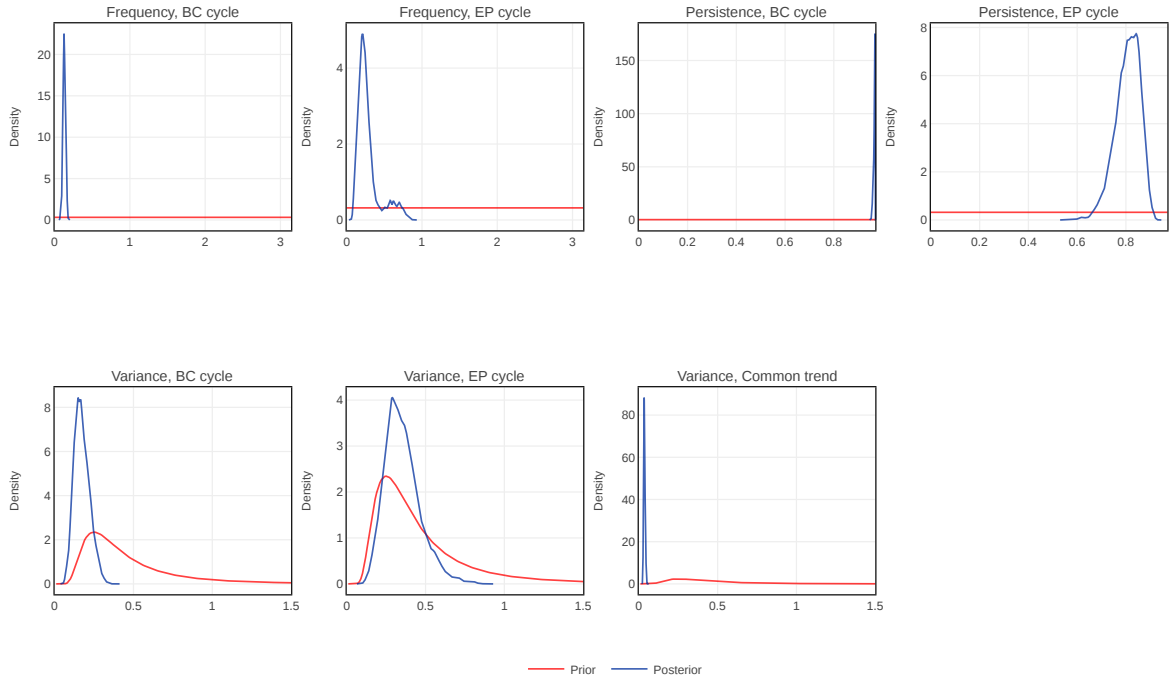 Frequency, BC cycle
Density
20
15
10
5
0
0 1 2 3
Frequency, EP cycle
Density
4
2
0
0 1 2 3
Persistence, BC cycle
Density
150
100
50
0
0 0.2 0.4 0.6 0.8
Persistence, EP cycle
Density
8
6
4
2
0
0 0.2 0.4 0.6 0.8
Variance, BC cycle
Density
8
6
4
2
0
0 0.5 1 1.5
Variance, EP cycle
Density
4
3
2
1
0
0 0.5 1 1.5
Variance, Common trend
Density
80
60
40
20
0
0 0.5 1 1.5
Prior Posterior